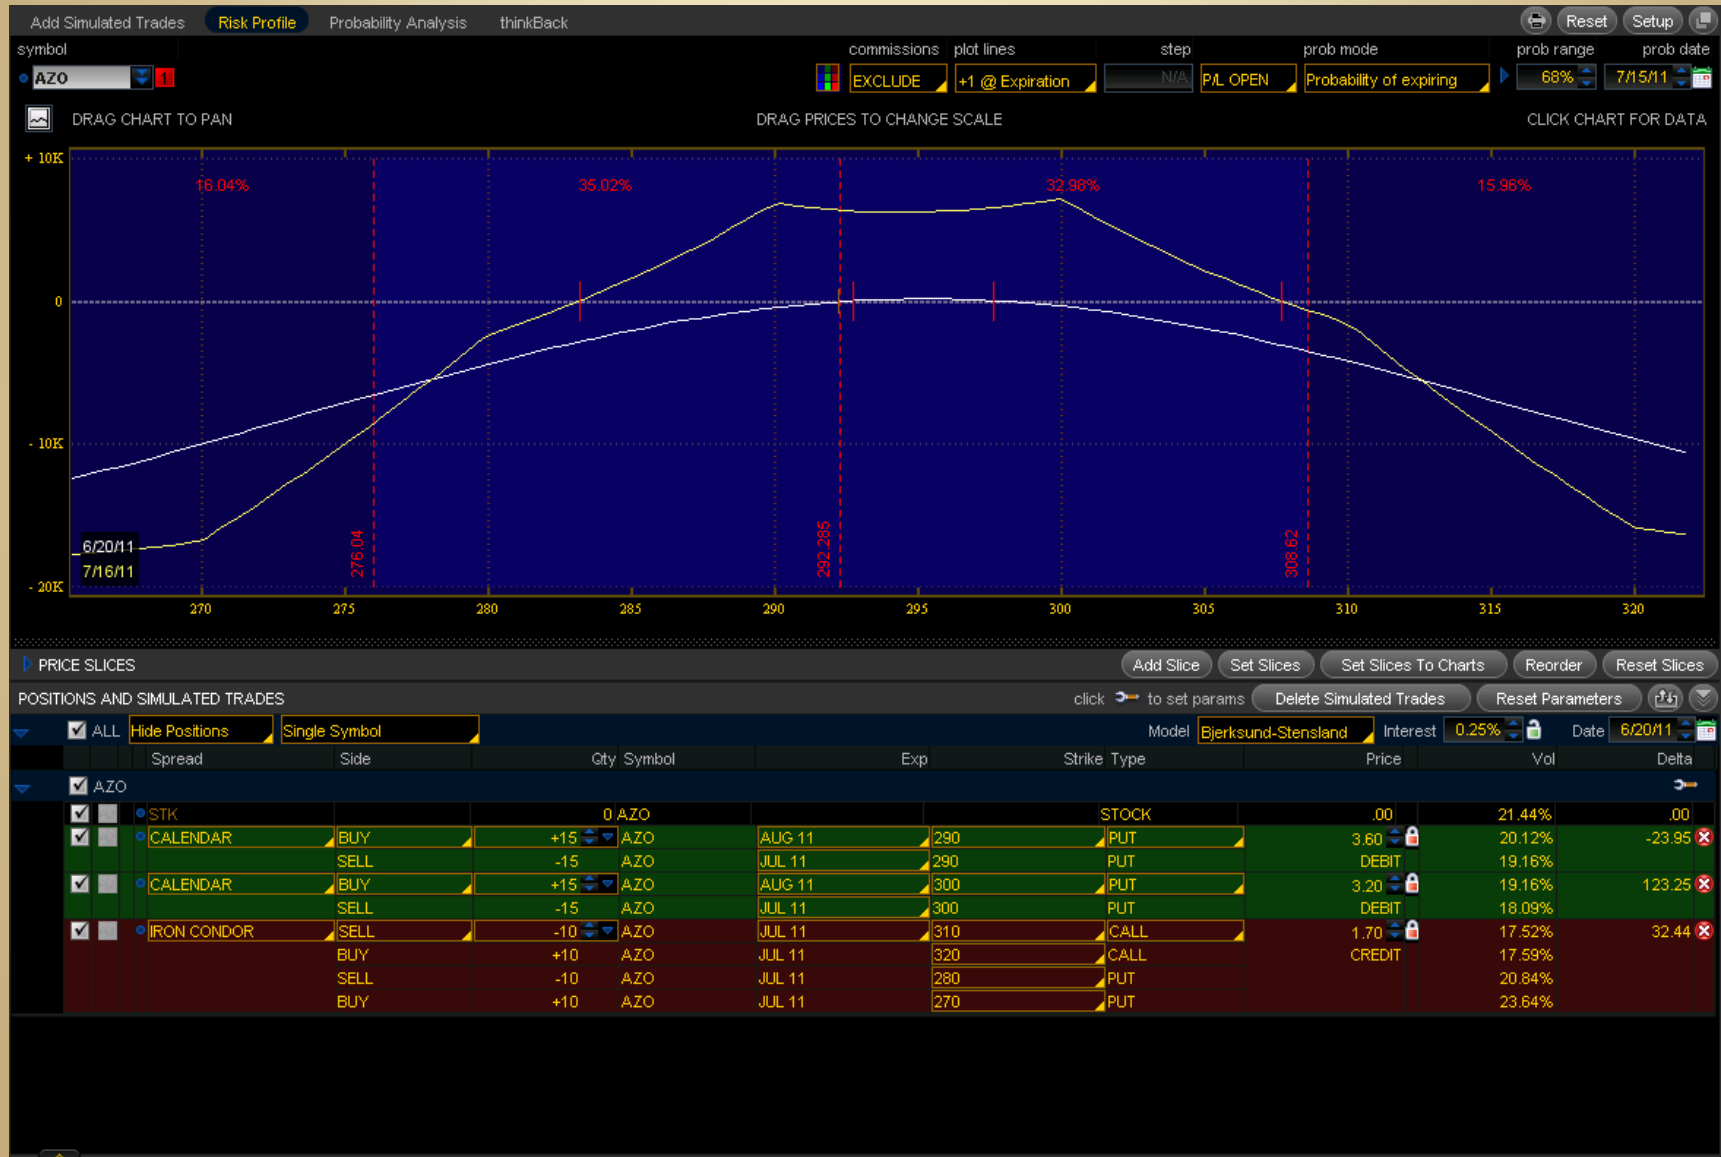 Add Simulated Trades Risk Profile Probability Analysis thinkBack Reset Setup
symbol commissions plot lines step prob mode prob range prob date
AZO 1 EXCLUDE +1 @ Expiration N/A P/L OPEN Probability of expiring 68% 7/15/11
DRAG CHART TO PAN DRAG PRICES TO CHANGE SCALE CLICK CHART FOR DATA
+ 10K
16.04% 35.02% 32.98% 15.96%
0
- 10K
276.04 292.285 308.62
6/20/11
7/16/11
- 20K
270 275 280 285 290 295 300 305 310 315 320
PRICE SLICES Add Slice Set Slices Set Slices To Charts Reorder Reset Slices
POSITIONS AND SIMULATED TRADES click to set params Delete Simulated Trades Reset Parameters
ALL Hide Positions Single Symbol Model Bjerksund-Stensland Interest 0.25% Date 6/20/11
Spread Side Qty Symbol Exp Strike Type Price Vol Delta
AZO
STK 0 AZO STOCK .00 21.44% .00
CALENDAR BUY +15 AZO AUG 11 290 PUT 3.60 20.12% -23.95
SELL -15 AZO JUL 11 290 PUT DEBIT 19.16%
CALENDAR BUY +15 AZO AUG 11 300 PUT 3.20 19.16% 123.25
SELL -15 AZO JUL 11 300 PUT DEBIT 18.09%
IRON CONDOR SELL -10 AZO JUL 11 310 CALL 1.70 17.52% 32.44
BUY +10 AZO JUL 11 320 CALL CREDIT 17.59%
SELL -10 AZO JUL 11 280 PUT 20.84%
BUY +10 AZO JUL 11 270 PUT 23.64%